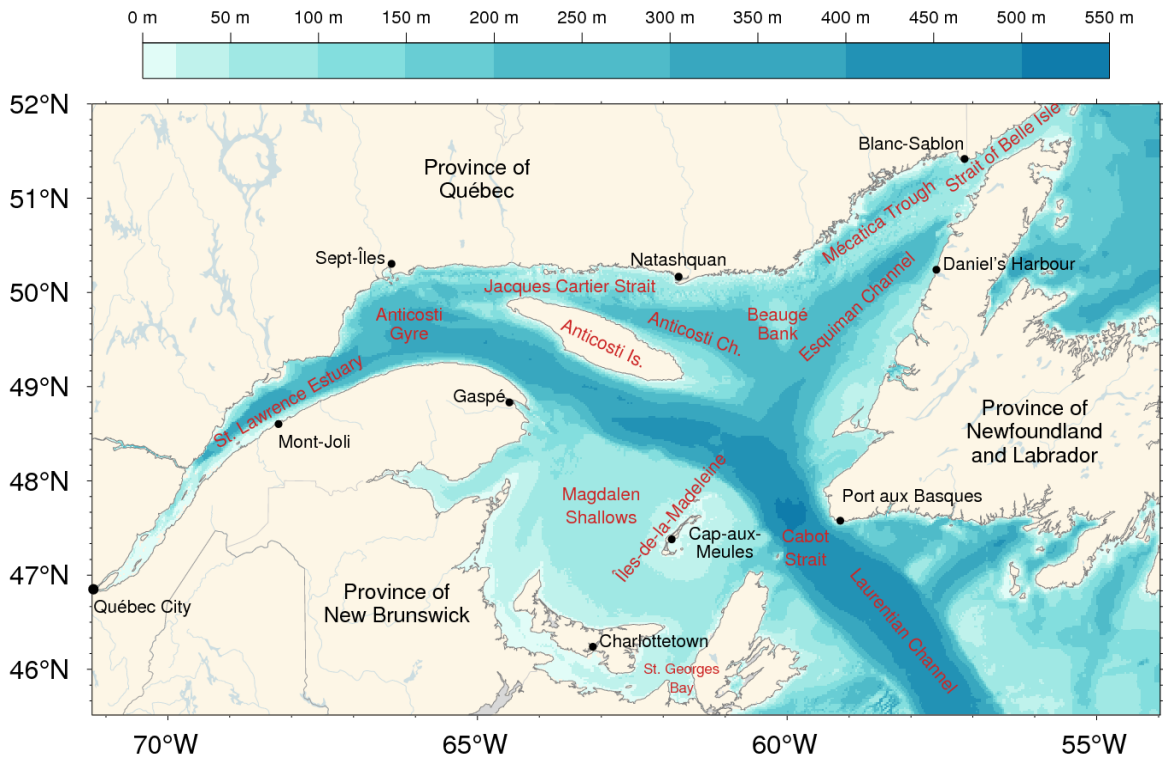 0 m 50 m 100 m 150 m 200 m 250 m 300 m 350 m 400 m 450 m 500 m 550 m
52°N
51°N
50°N
49°N
48°N
47°N
46°N
70°W 65°W 60°W 55°W
Province of
Québec
Blanc-Sablon
Strait of Belle Isle
Mécatica Trough
Sept-Îles
Natashquan
Daniel's Harbour
Jacques Cartier Strait
Anticosti
Gyre
Anticosti Is.
Anticosti Ch.
Beaugé
Bank
Esquiman Channel
St. Lawrence Estuary
Gaspé
Mont-Joli
Province of
Newfoundland
and Labrador
Magdalen
Shallows
Îles-de-la-Madeleine
Cap-aux-
Meules
Port aux Basques
Cabot
Strait
Laurentian Channel
Québec City
Province of
New Brunswick
Charlottetown
St. Georges
Bay